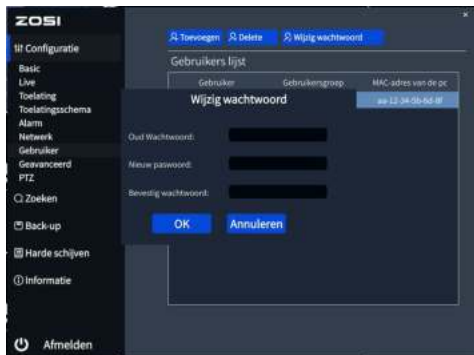 ZOSI
Configuratie
Basic
Live
Toelating
Toelatingsschema
Alarm
Netwerk
Gebruiker
Geavanceerd
PTZ
Zoeken
Back-up
Harde schijven
Informatie
Afmelden
Toevoegen Delete Wijzig wachtwoord
Gebruikers lijst
Gebruiker Gebruikersgroep MAC-adres van de pc
Wijzig wachtwoord
Oud Wachtwoord:
Nieuw paswoord:
Bevestig wachtwoord:
OK Annuleren